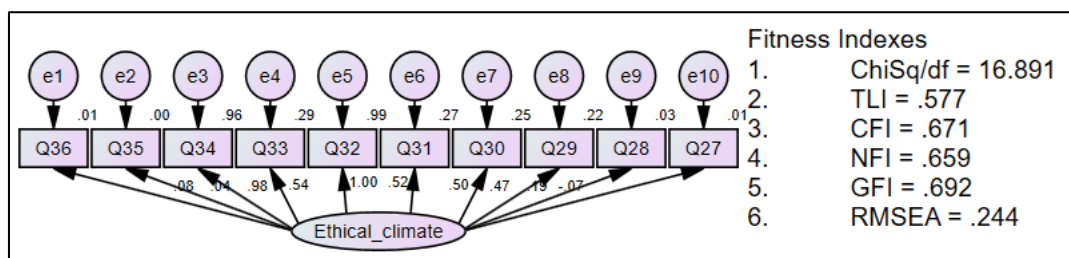 Fitness Indexes
e1 e2 e3 e4 e5 e6 e7 e8 e9 e10
1. ChiSq/df = 16.891
2. TLI = .577
.01 .00 .96 .29 .99 .27 .25 .22 .03 .01
3. CFI = .671
Q36 Q35 Q34 Q33 Q32 Q31 Q30 Q29 Q28 Q27
4. NFI = .659
.08 .04 .98 .54 1.00 .52 .50 .47 .19 -.07
5. GFI = .692
6. RMSEA = .244
Ethical_climate